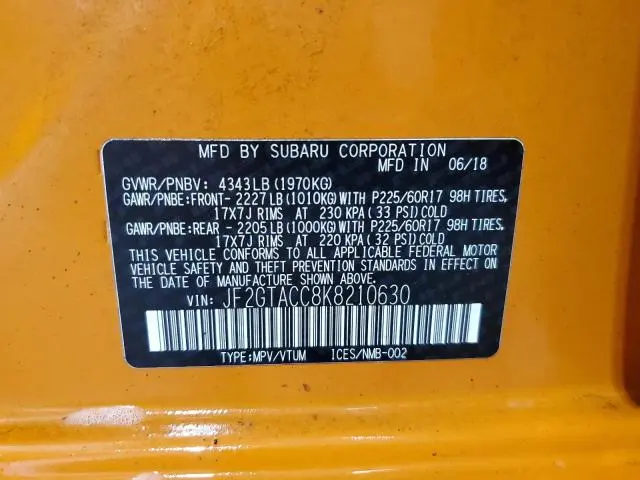 MFD BY SUBARU CORPORATION
MFD IN 06/18
GVWR/PNBV: 4343LB(1970KG)
GAWR/PNBE:FRONT- 2227LB(1010KG)WITH P225/60R17 98H TIRES,
17X7J RIMS AT 230 KPA(33 PSI)COLD
GAWR/PNBE:REAR - 2205LB(1000KG)WITH P225/60R17 98H TIRES,
17X7J RIMS AT 220 KPA(32 PSI)COLD
THIS VEHICLE CONFORMS TO ALL APPLICABLE FEDERAL MOTOR
VEHICLE SAFETY AND THEFT PREVENTION STANDARDS IN EFFECT ON
THE DATE OF MANUFACTURE SHOWN ABOVE.
VIN: JF2GTACC8K8210630
TYPE:MPV/VTUM ICES/NMB-002